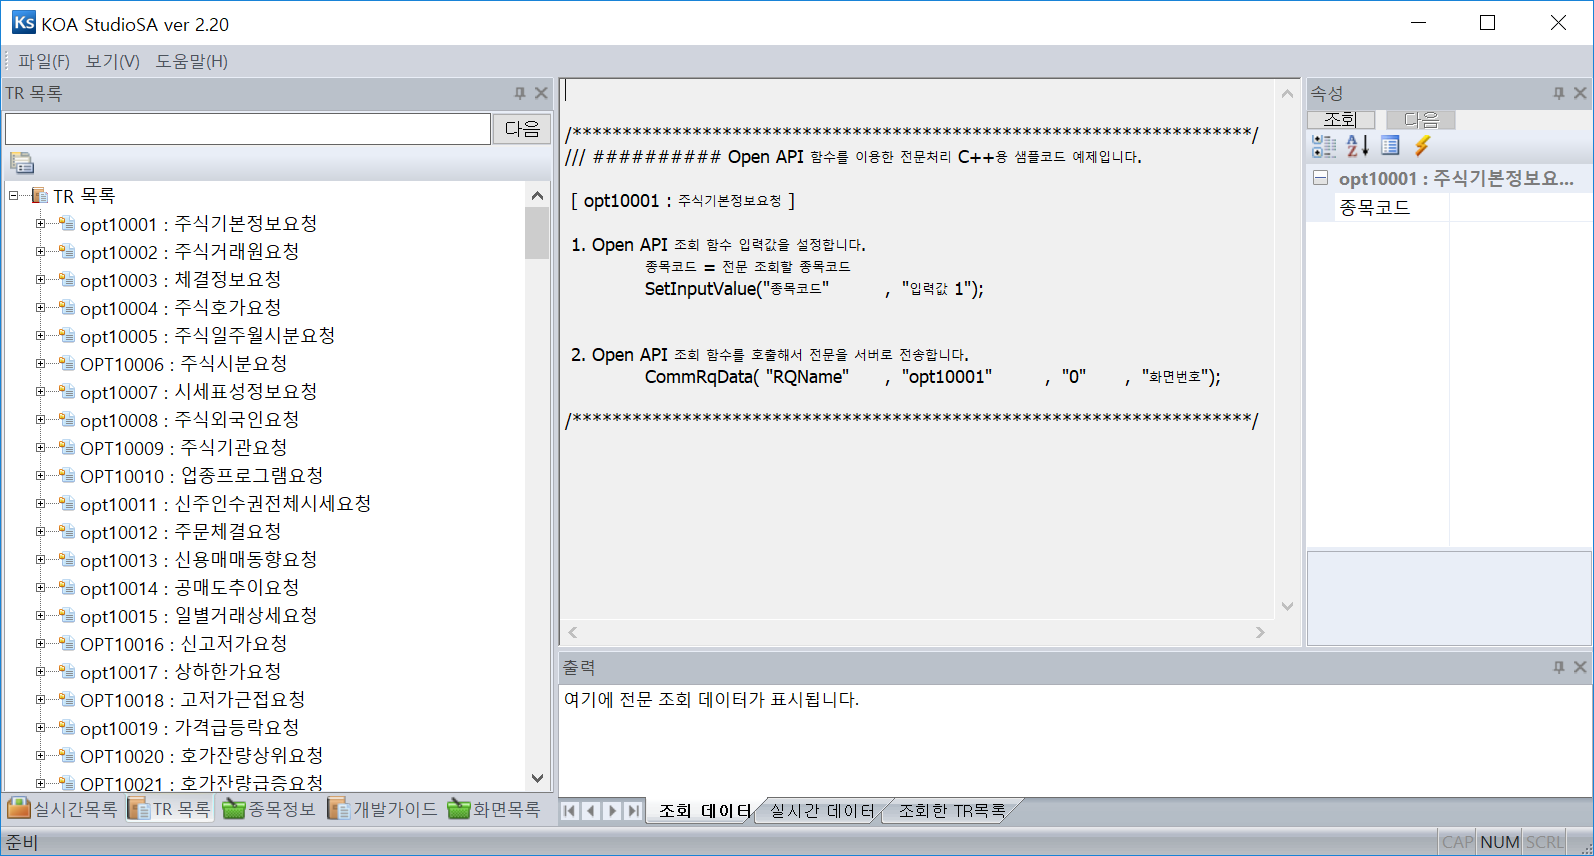 Ks KOA StudioSA ver 2.20
파일(F) 보기(V) 도움말(H)
TR 목록
다음
TR 목록
opt10001 : 주식기본정보요청
opt10002 : 주식거래원요청
opt10003 : 체결정보요청
opt10004 : 주식호가요청
opt10005 : 주식일주월시분요청
OPT10006 : 주식시분요청
opt10007 : 시세표성정보요청
opt10008 : 주식외국인요청
OPT10009 : 주식기관요청
OPT10010 : 업종프로그램요청
opt10011 : 신주인수권전체시세요청
opt10012 : 주문체결요청
opt10013 : 신용매매동향요청
opt10014 : 공매도추이요청
opt10015 : 일별거래상세요청
OPT10016 : 신고저가요청
opt10017 : 상하한가요청
OPT10018 : 고저가근접요청
opt10019 : 가격급등락요청
OPT10020 : 호가잔량상위요청
OPT10021 : 호가잔량급증요청
실시간목록 TR 목록 종목정보 개발가이드 화면목록
/********************************************************************/
/// ########## Open API 함수를 이용한 전문처리 C++용 샘플코드 예제입니다.
[ opt10001 : 주식기본정보요청 ]
1. Open API 조회 함수 입력값을 설정합니다.
종목코드 = 전문 조회할 종목코드
SetInputValue("종목코드" , "입력값 1");
2. Open API 조회 함수를 호출해서 전문을 서버로 전송합니다.
CommRqData( "RQName" , "opt10001" , "0" , "화면번호");
/********************************************************************/
속성
조회 다음
opt10001 : 주식기본정보요...
종목코드
출력
여기에 전문 조회 데이터가 표시됩니다.
조회 데이터 실시간 데이터 조회한 TR목록
준비
CAP NUM SCRL